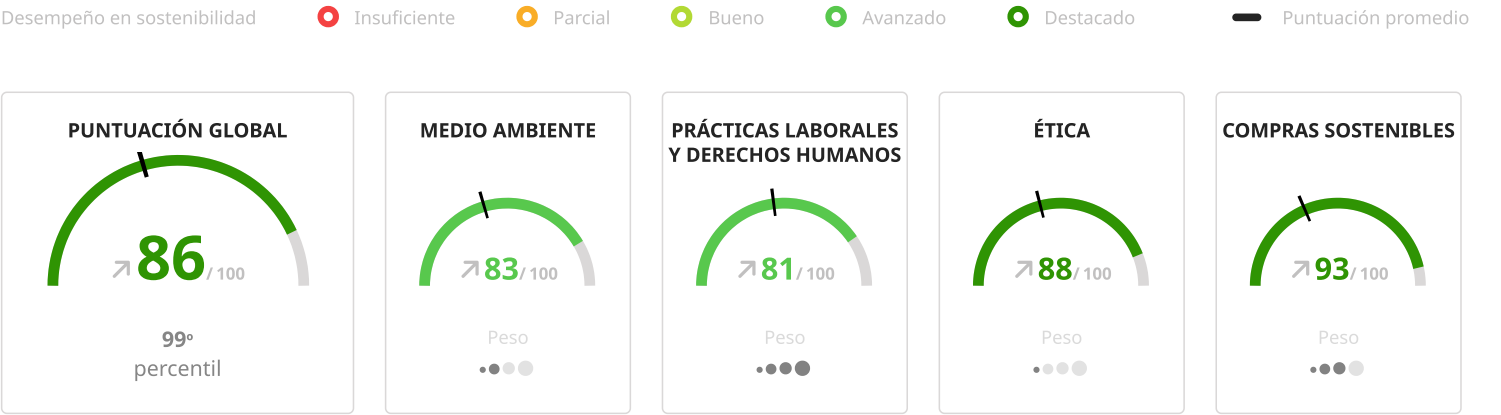 Desempeño en sostenibilidad Insuficiente Parcial Bueno Avanzado Destacado Puntuación promedio
PUNTUACIÓN GLOBAL
86/ 100
99º
percentil
MEDIO AMBIENTE
83/ 100
Peso
PRÁCTICAS LABORALES
Y DERECHOS HUMANOS
81/ 100
Peso
ÉTICA
88/ 100
Peso
COMPRAS SOSTENIBLES
93/ 100
Peso